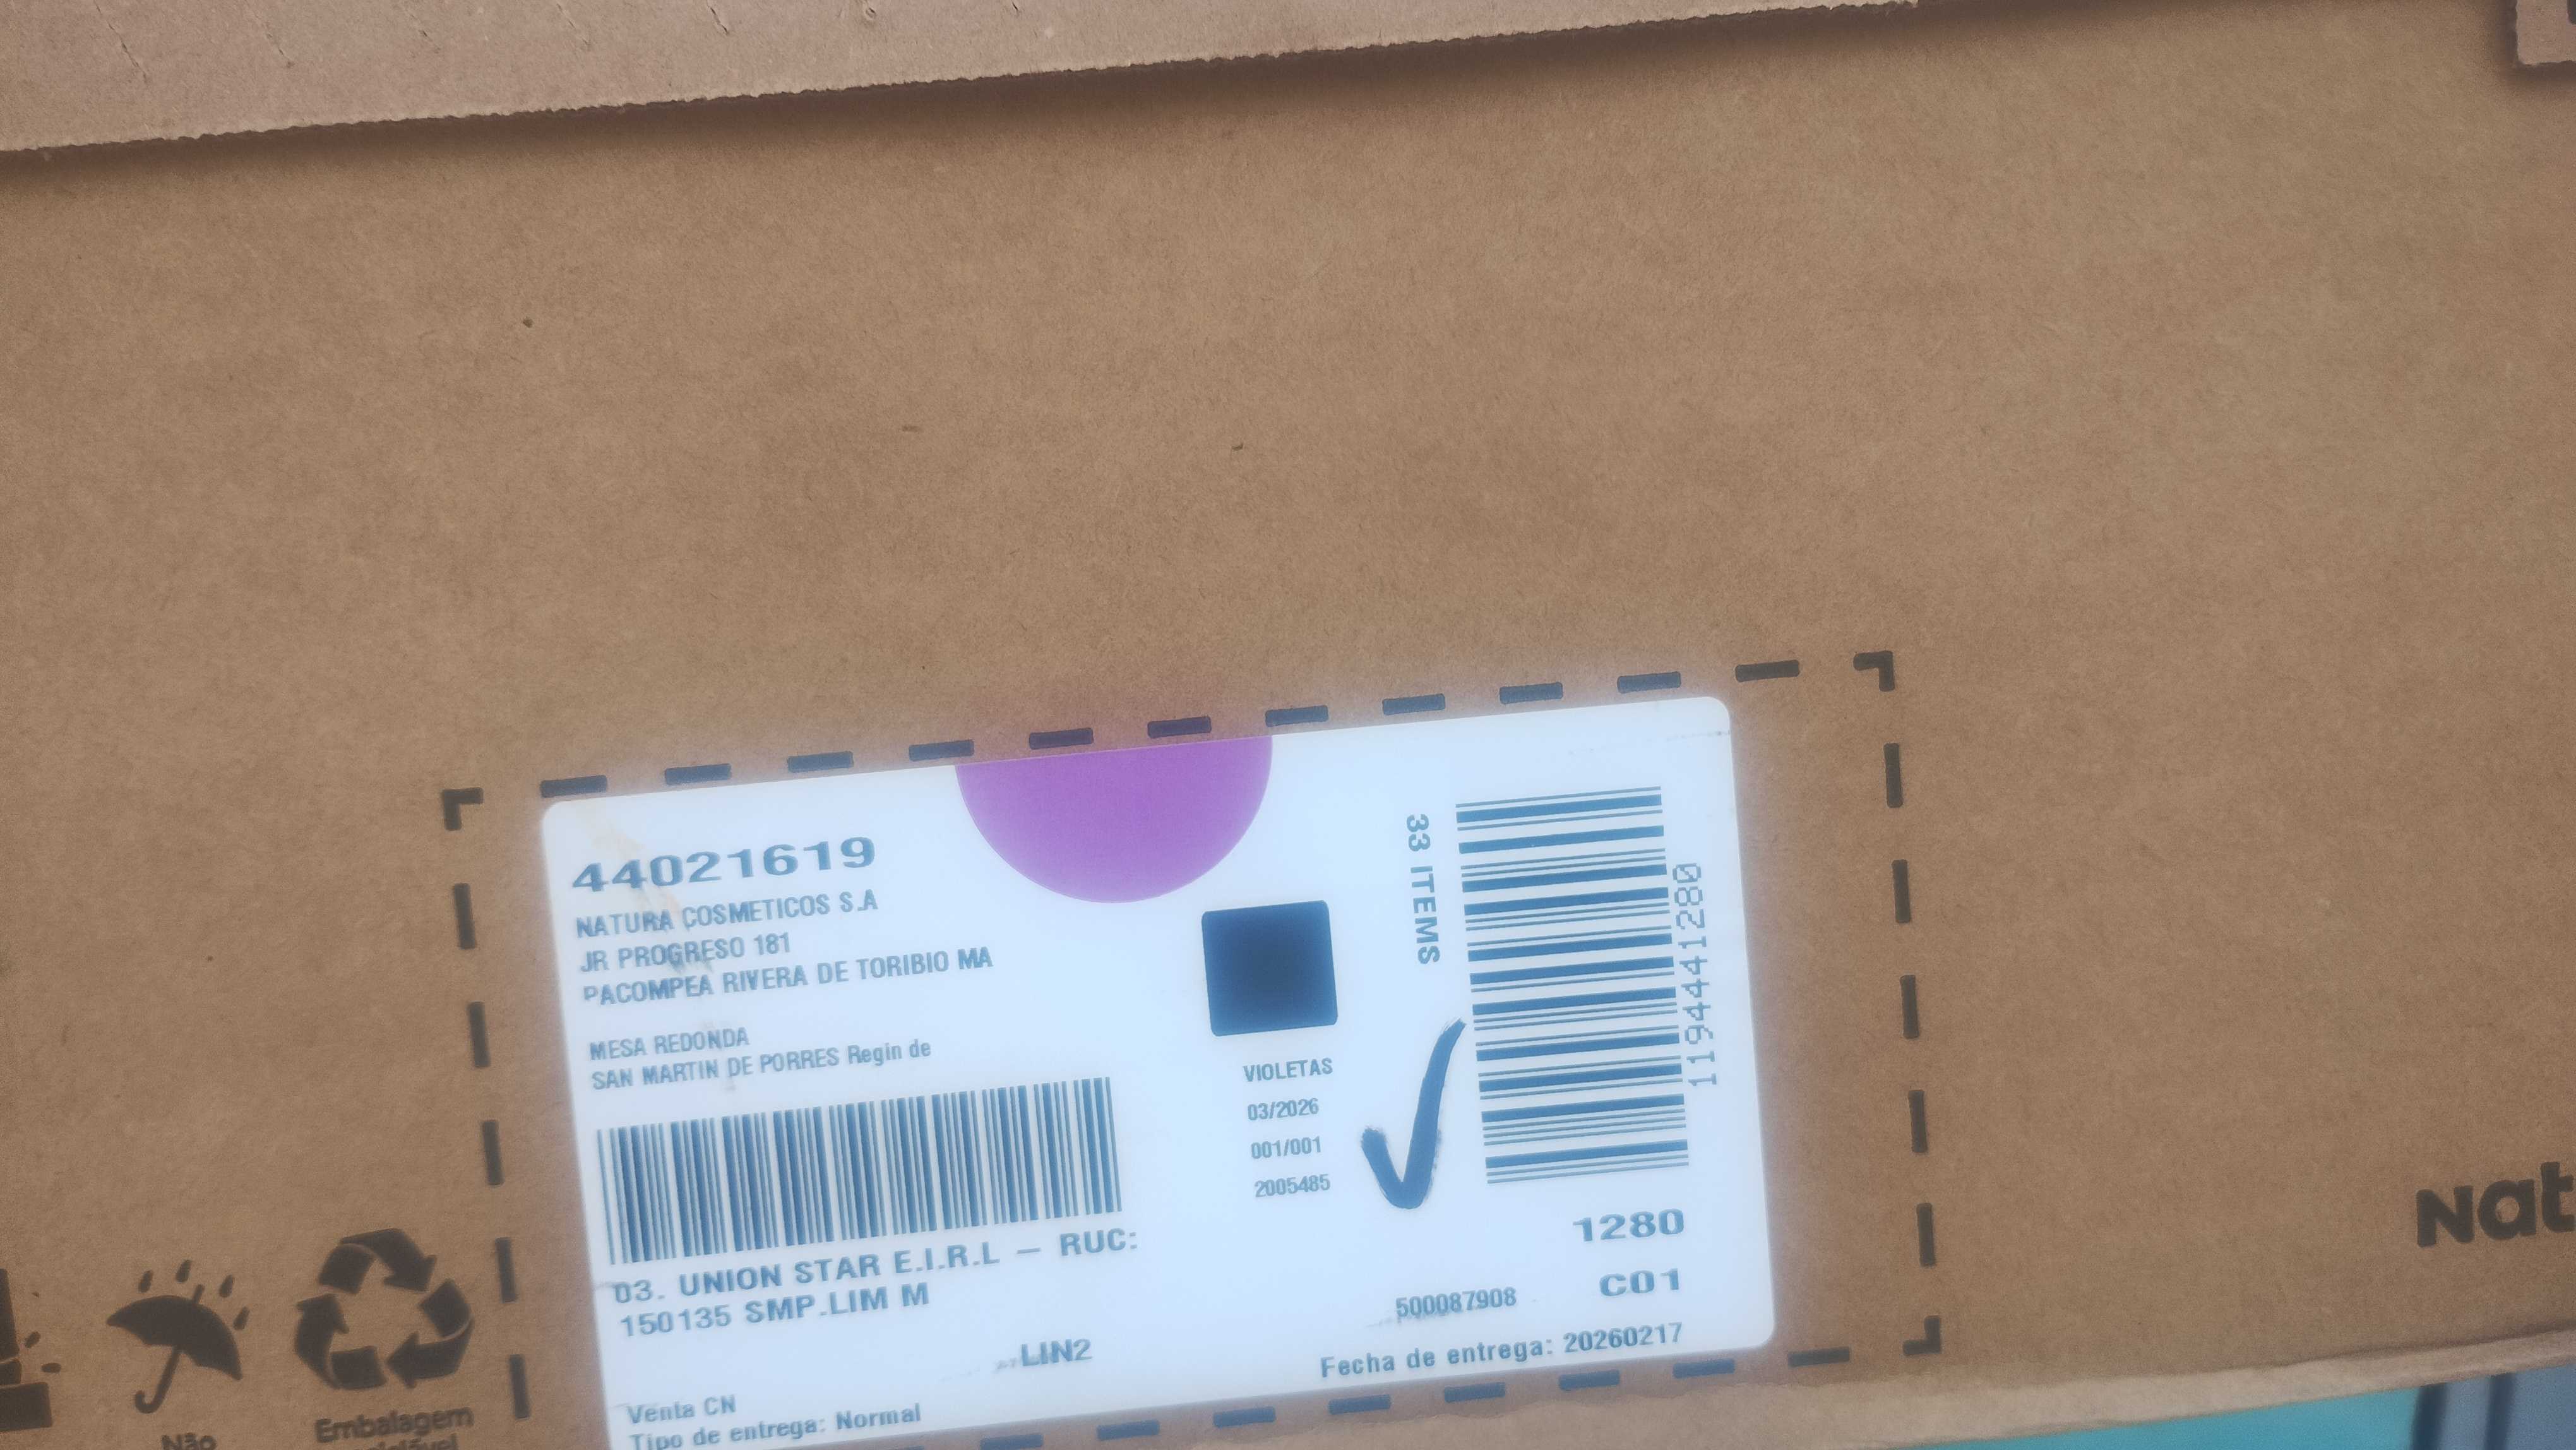 44021619
NATURA COSMETICOS S.A
JR PROGRESO 181
PACOMPEA RIVERA DE TORIBIO MA
MESA REDONDA
SAN MARTIN DE PORRES Regin de
03. UNION STAR E.I.R.L – RUC:
150135 SMP.LIM M
LIN2
Venta CN
Tipo de entrega: Normal
VIOLETAS
03/2026
001/001
2005485
33 ITEMS
1194441280
1280
C01
500087908
Fecha de entrega: 20260217
Não
Embalagem
Nat